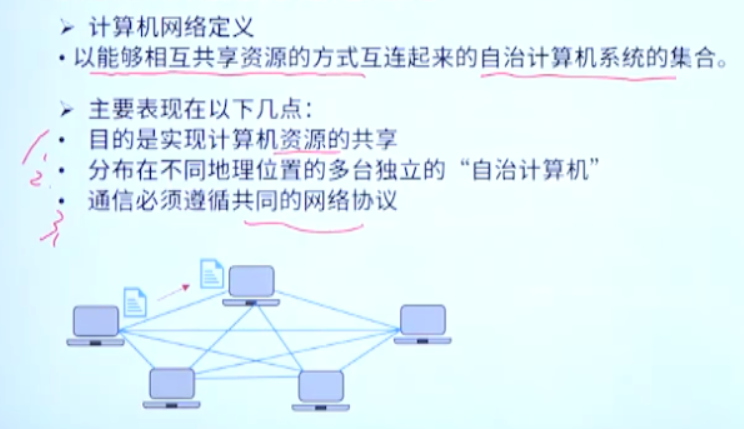 ➢ 计算机网络定义
• 以能够相互共享资源的方式互连起来的自治计算机系统的集合。
➢ 主要表现在以下几点：
1. • 目的是实现计算机资源的共享
2. • 分布在不同地理位置的多台独立的“自治计算机”
3. • 通信必须遵循共同的网络协议